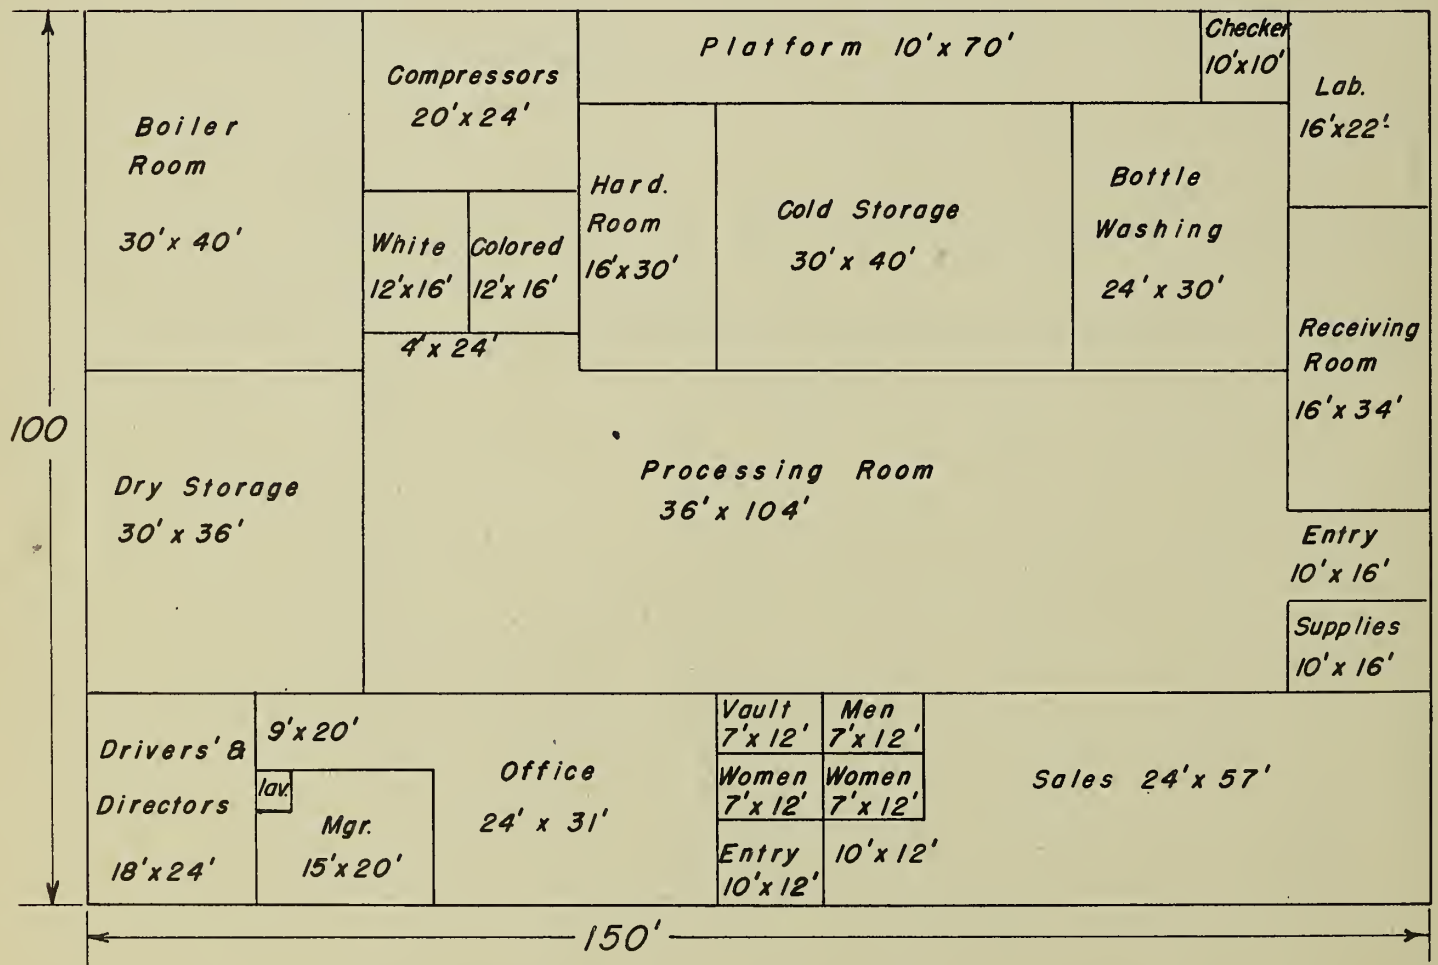 Boiler
Room
30' x 40'
Compressors
20' x 24'
Platform 10' x 70'
Checker
10'x10'
Lab.
16'x22'
White
12'x16'
Colored
12'x16'
4' x 24'
Hard.
Room
16'x30'
Cold Storage
30' x 40'
Bottle
Washing
24' x 30'
Receiving
Room
16' x 34'
100
Dry Storage
30' x 36'
Processing Room
36' x 104'
Entry
10' x 16'
Supplies
10' x 16'
Drivers' &
Directors
18' x 24'
9' x 20'
lav.
Mgr.
15' x 20'
Office
24' x 31'
Vault
7' x 12'
Men
7' x 12'
Women
7' x 12'
Women
7' x 12'
Entry
10' x 12'
10' x 12'
Sales 24' x 57'
150'